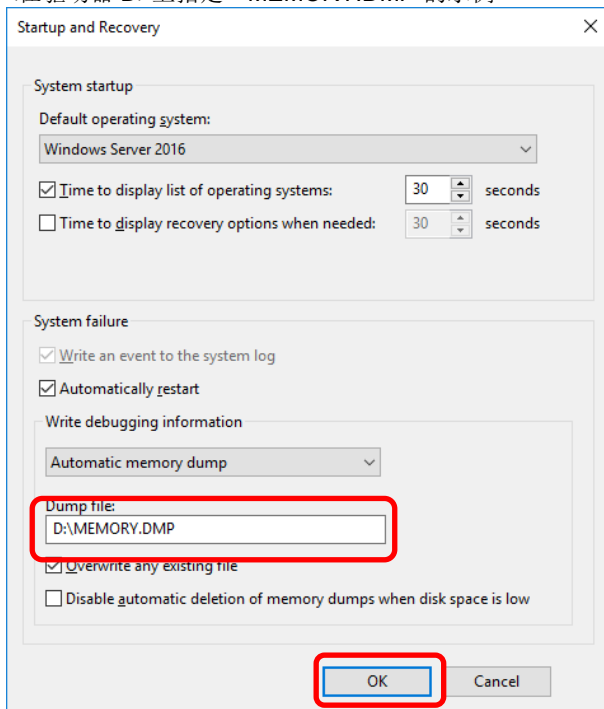 Startup and Recovery
System startup
Default operating system:
Windows Server 2016
Time to display list of operating systems: 30 seconds
Time to display recovery options when needed: 30 seconds
System failure
Write an event to the system log
Automatically restart
Write debugging information
Automatic memory dump
Dump file:
D:\MEMORY.DMP
Overwrite any existing file
Disable automatic deletion of memory dumps when disk space is low
OK Cancel